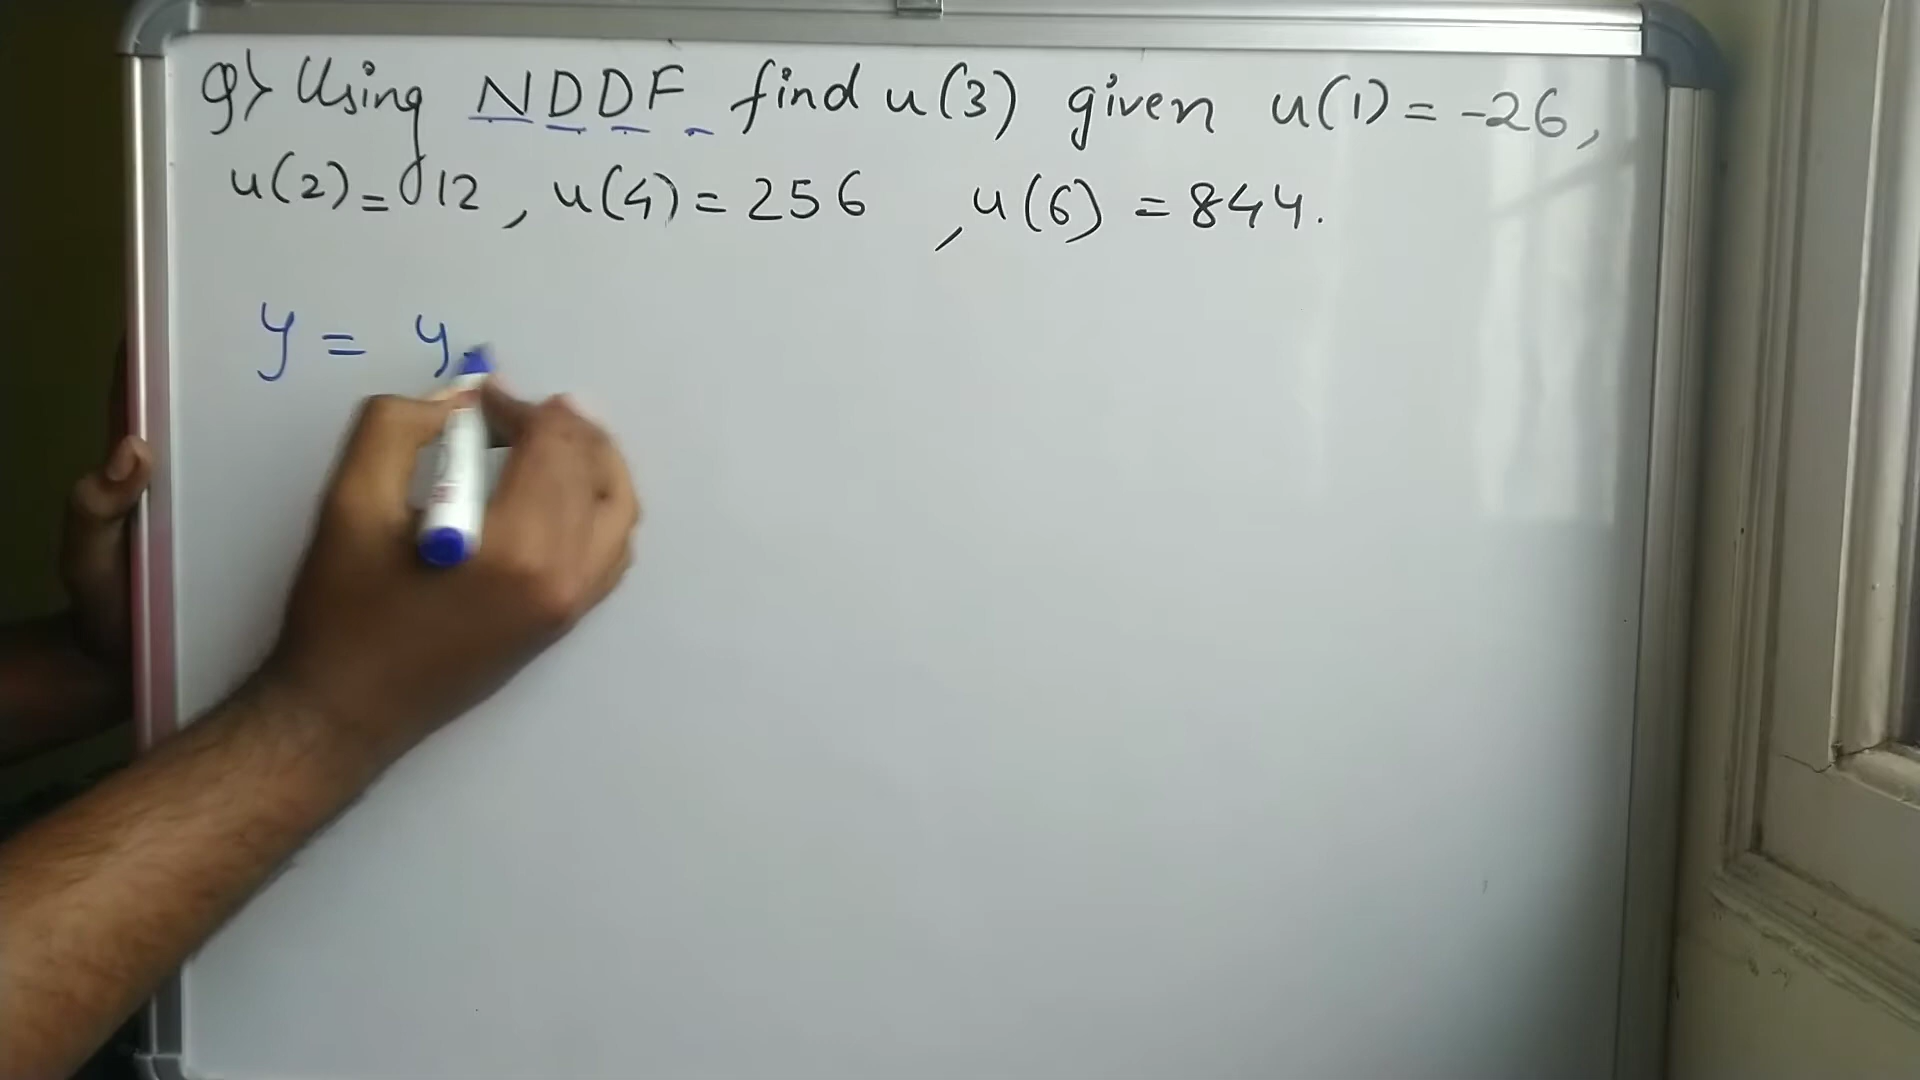 Q> Using NDDF find u(3) given u(1) = -26,
u(2) = 12, u(4) = 256, u(6) = 844.
y = y